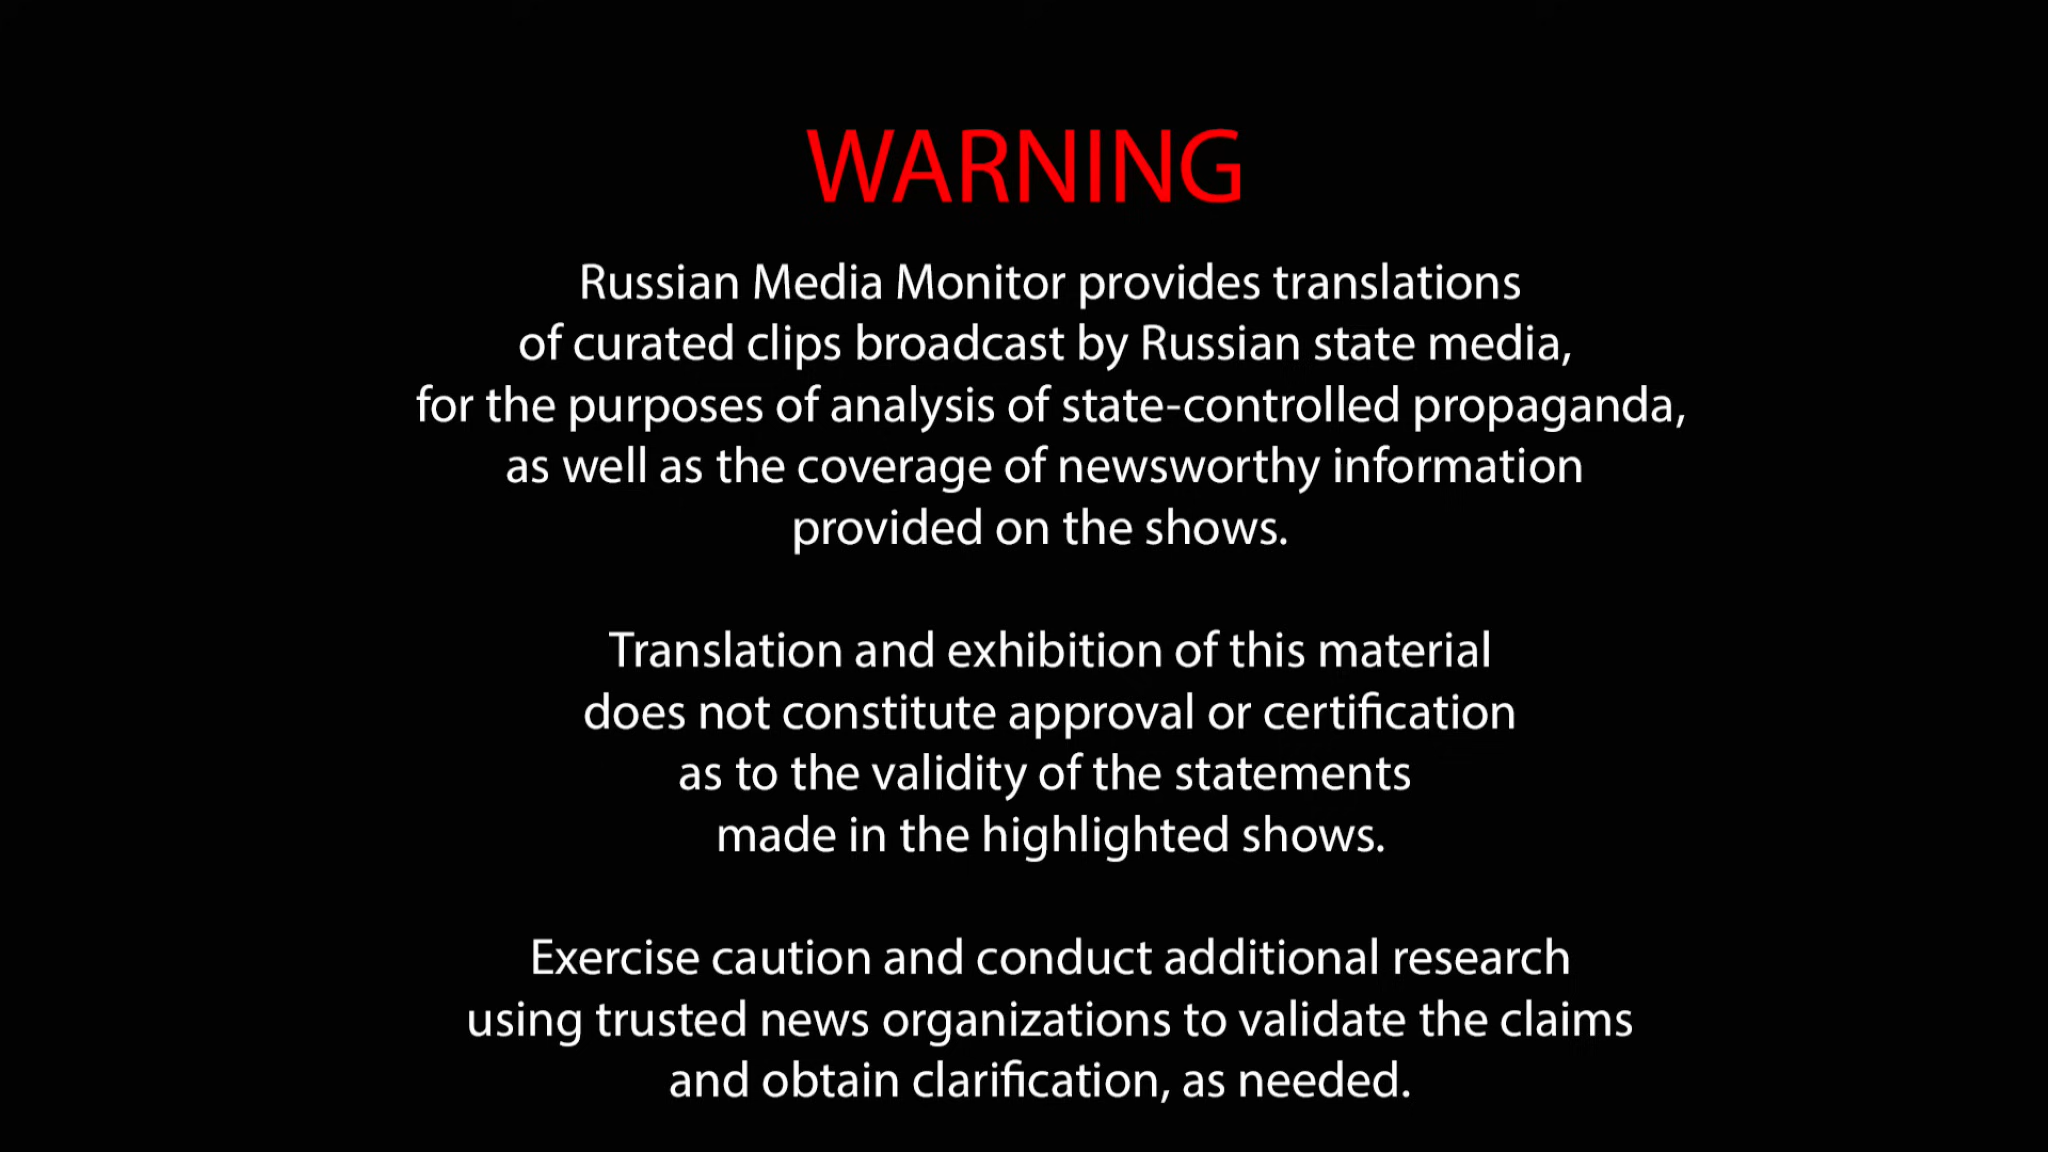 WARNING
Russian Media Monitor provides translations
of curated clips broadcast by Russian state media,
for the purposes of analysis of state-controlled propaganda,
as well as the coverage of newsworthy information
provided on the shows.
Translation and exhibition of this material
does not constitute approval or certification
as to the validity of the statements
made in the highlighted shows.
Exercise caution and conduct additional research
using trusted news organizations to validate the claims
and obtain clarification, as needed.